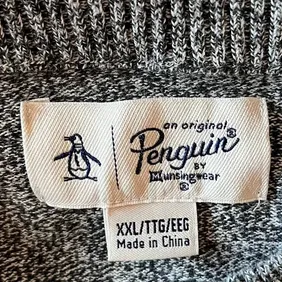 an original
Penguin®
BY
Munsingwear
®
XXL/TTG/EEG
Made in China